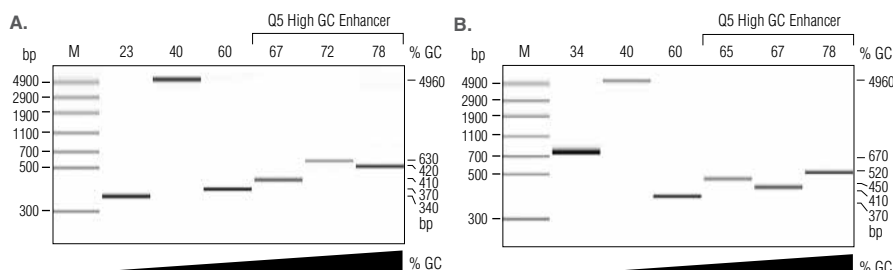 Q5 High GC Enhancer
A.
bp M 23 40 60 67 72 78 % GC
4900
2900
1900
1100
700
500
300
4960
630
420
410
370
340
bp
% GC
Q5 High GC Enhancer
B.
bp M 34 40 60 65 67 78 % GC
4900
2900
1900
1100
700
500
300
4960
670
520
450
410
370
bp
% GC